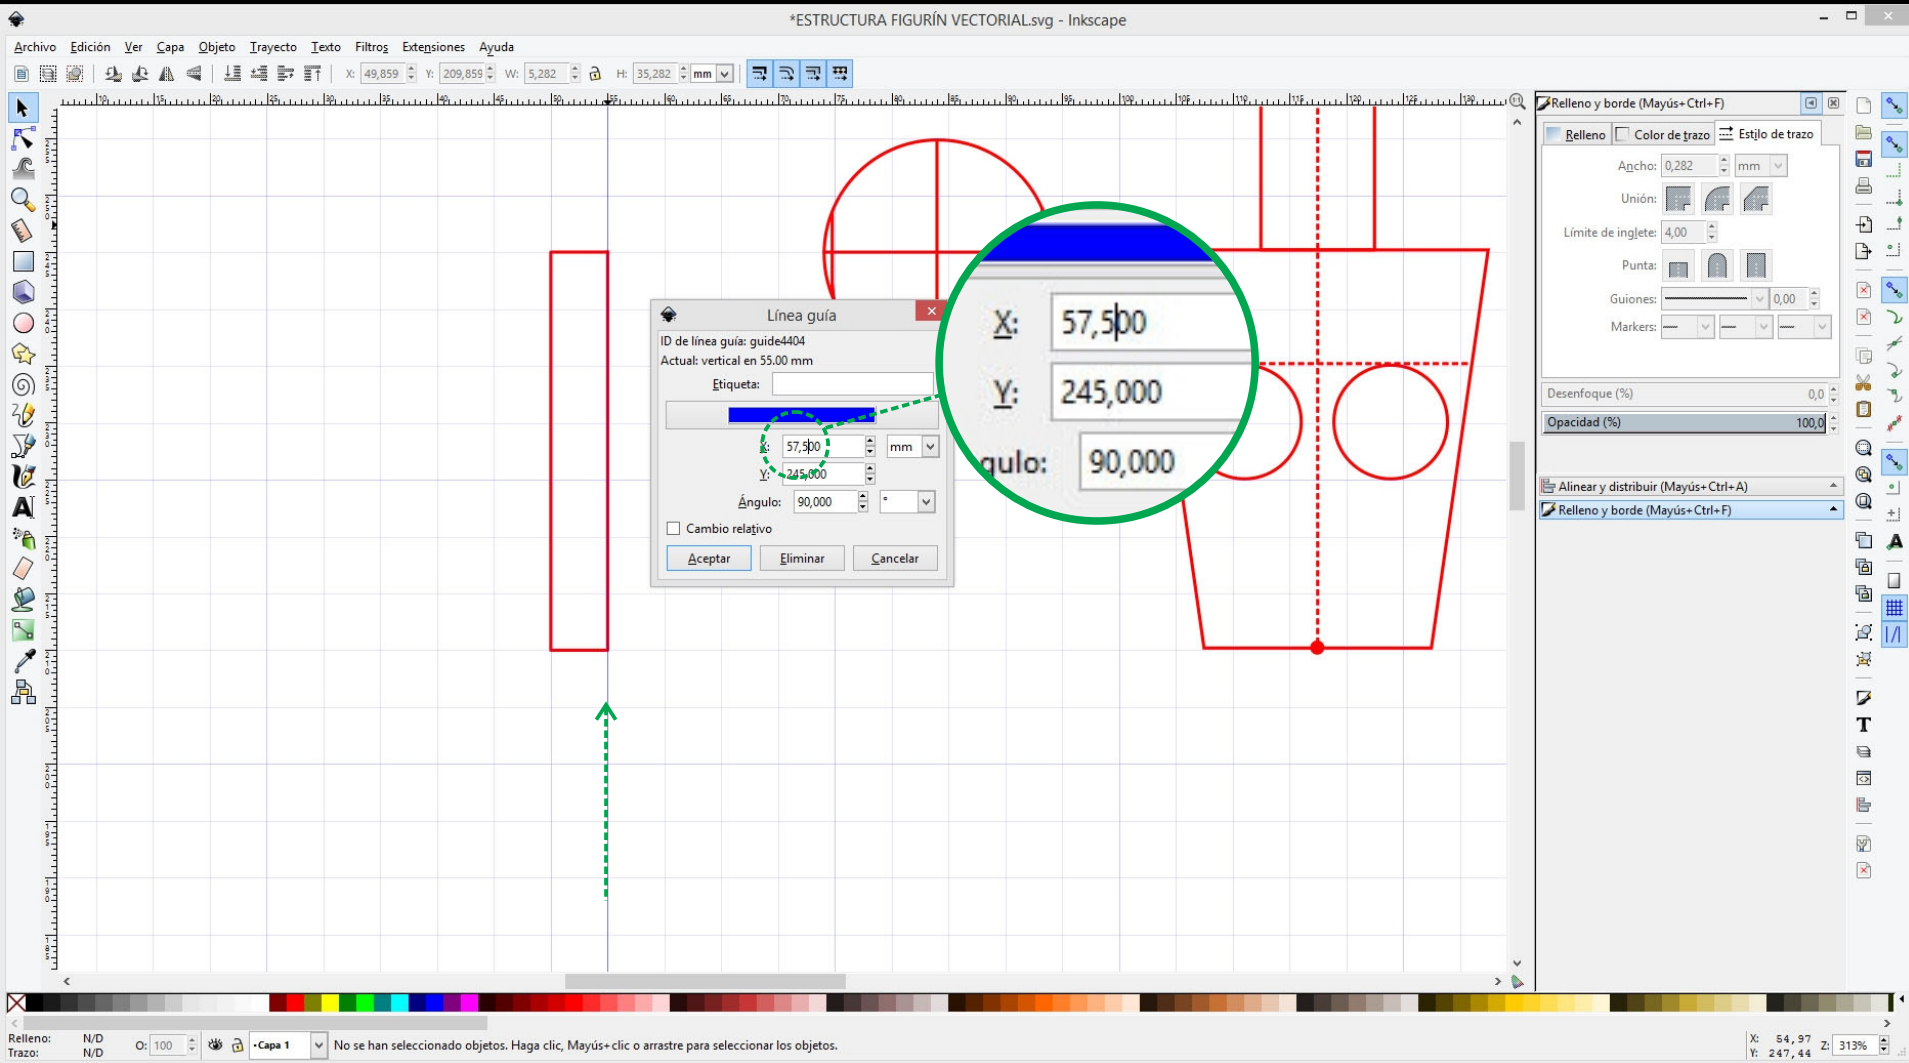 *ESTRUCTURA FIGURÍN VECTORIAL.svg - Inkscape
Archivo Edición Ver Capa Objeto Trayecto Texto Filtros Extensiones Ayuda
X: 49,859 Y: 209,859 W: 5,282 H: 35,282 mm
Relleno y borde (Mayús+Ctrl+F)
Relleno Color de trazo Estilo de trazo
Ancho: 0,282 mm
Unión:
Límite de inglete: 4,00
Punta:
Guiones: 0,00
Markers:
Desenfoque (%) 0,0
Opacidad (%) 100,0
Alinear y distribuir (Mayús+Ctrl+A)
Relleno y borde (Mayús+Ctrl+F)
Línea guía
ID de línea guía: guide4404
Actual: vertical en 55.00 mm
Etiqueta:
X: 57,500 mm
Y: 245,000
Ángulo: 90,000 °
Cambio relativo
Aceptar Eliminar Cancelar
X: 57,500
Y: 245,000
gulo: 90,000
Relleno: N/D
Trazo: N/D
O: 100
•Capa 1
No se han seleccionado objetos. Haga clic, Mayús+clic o arrastre para seleccionar los objetos.
X: 54,97
Y: 247,44
Z: 313%